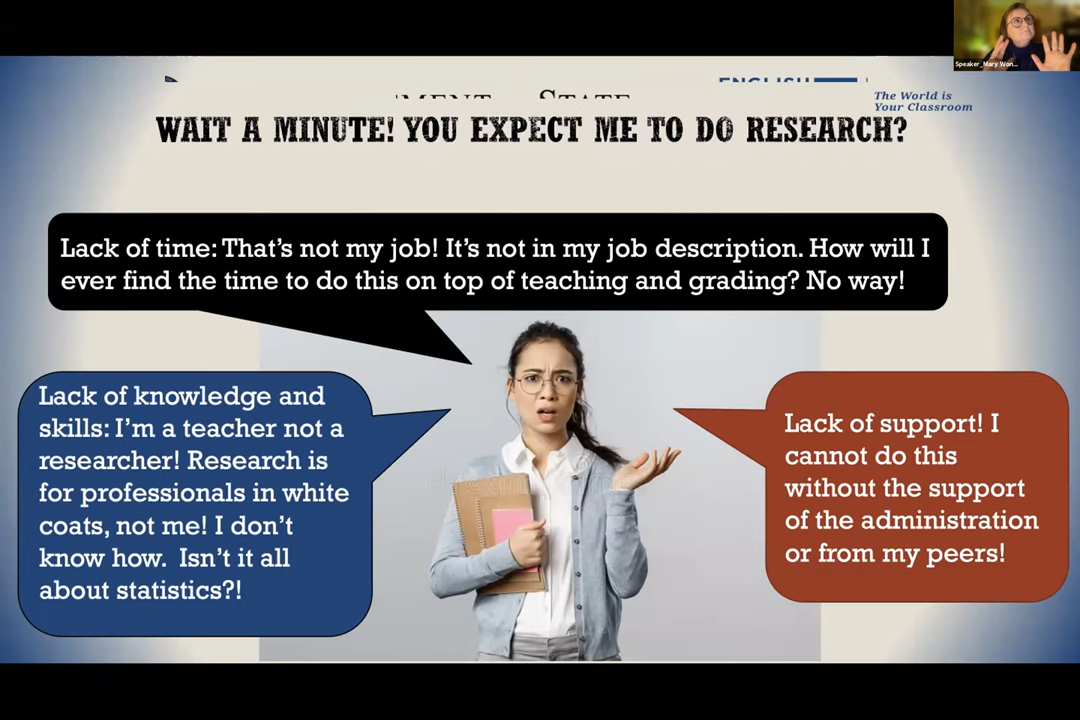 Speaker_Mary Won...
ENGLISH
The World is
Your Classroom
STATE
WAIT A MINUTE! YOU EXPECT ME TO DO RESEARCH?
Lack of time: That's not my job! It's not in my job description. How will I
ever find the time to do this on top of teaching and grading? No way!
Lack of knowledge and
skills: I'm a teacher not a
researcher! Research is
for professionals in white
coats, not me! I don't
know how. Isn't it all
about statistics?!
Lack of support! I
cannot do this
without the support
of the administration
or from my peers!